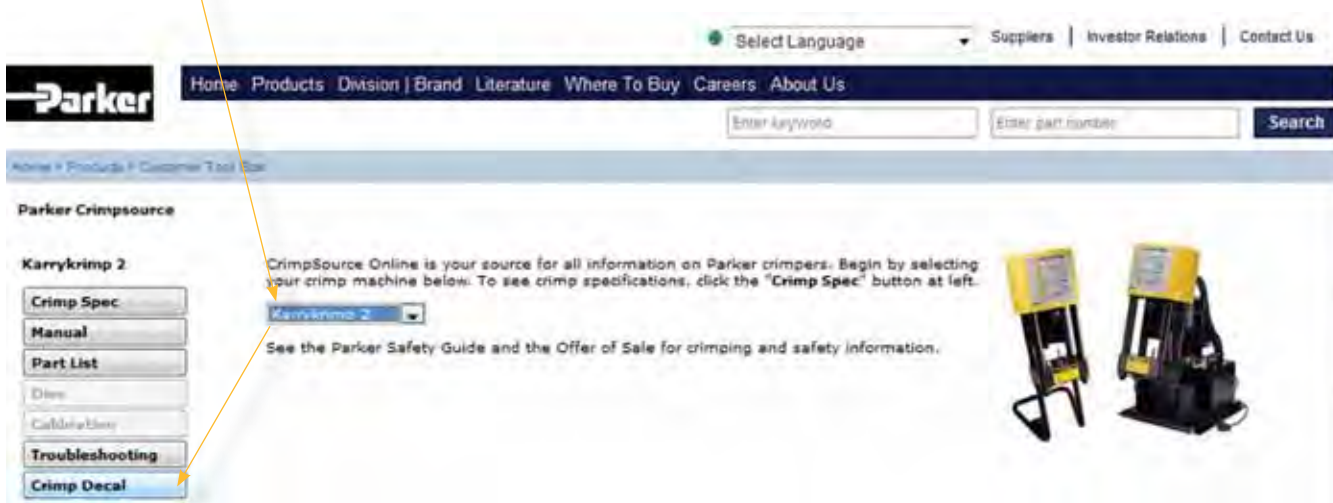 Select Language Suppliers | Investor Relations | Contact Us
Parker
Home Products Division | Brand Literature Where To Buy Careers About Us
Enter keyword Enter part number Search
Home > Products > Customer Tool Box
Parker Crimpsource
Karrykrimp 2
CrimpSource Online is your source for all information on Parker crimpers. Begin by selecting
your crimp machine below. To see crimp specifications, click the "Crimp Spec" button at left.
Crimp Spec
Karrykrimp 2
Manual
See the Parker Safety Guide and the Offer of Sale for crimping and safety information.
Part List
Dies
Calibration
Troubleshooting
Crimp Decal